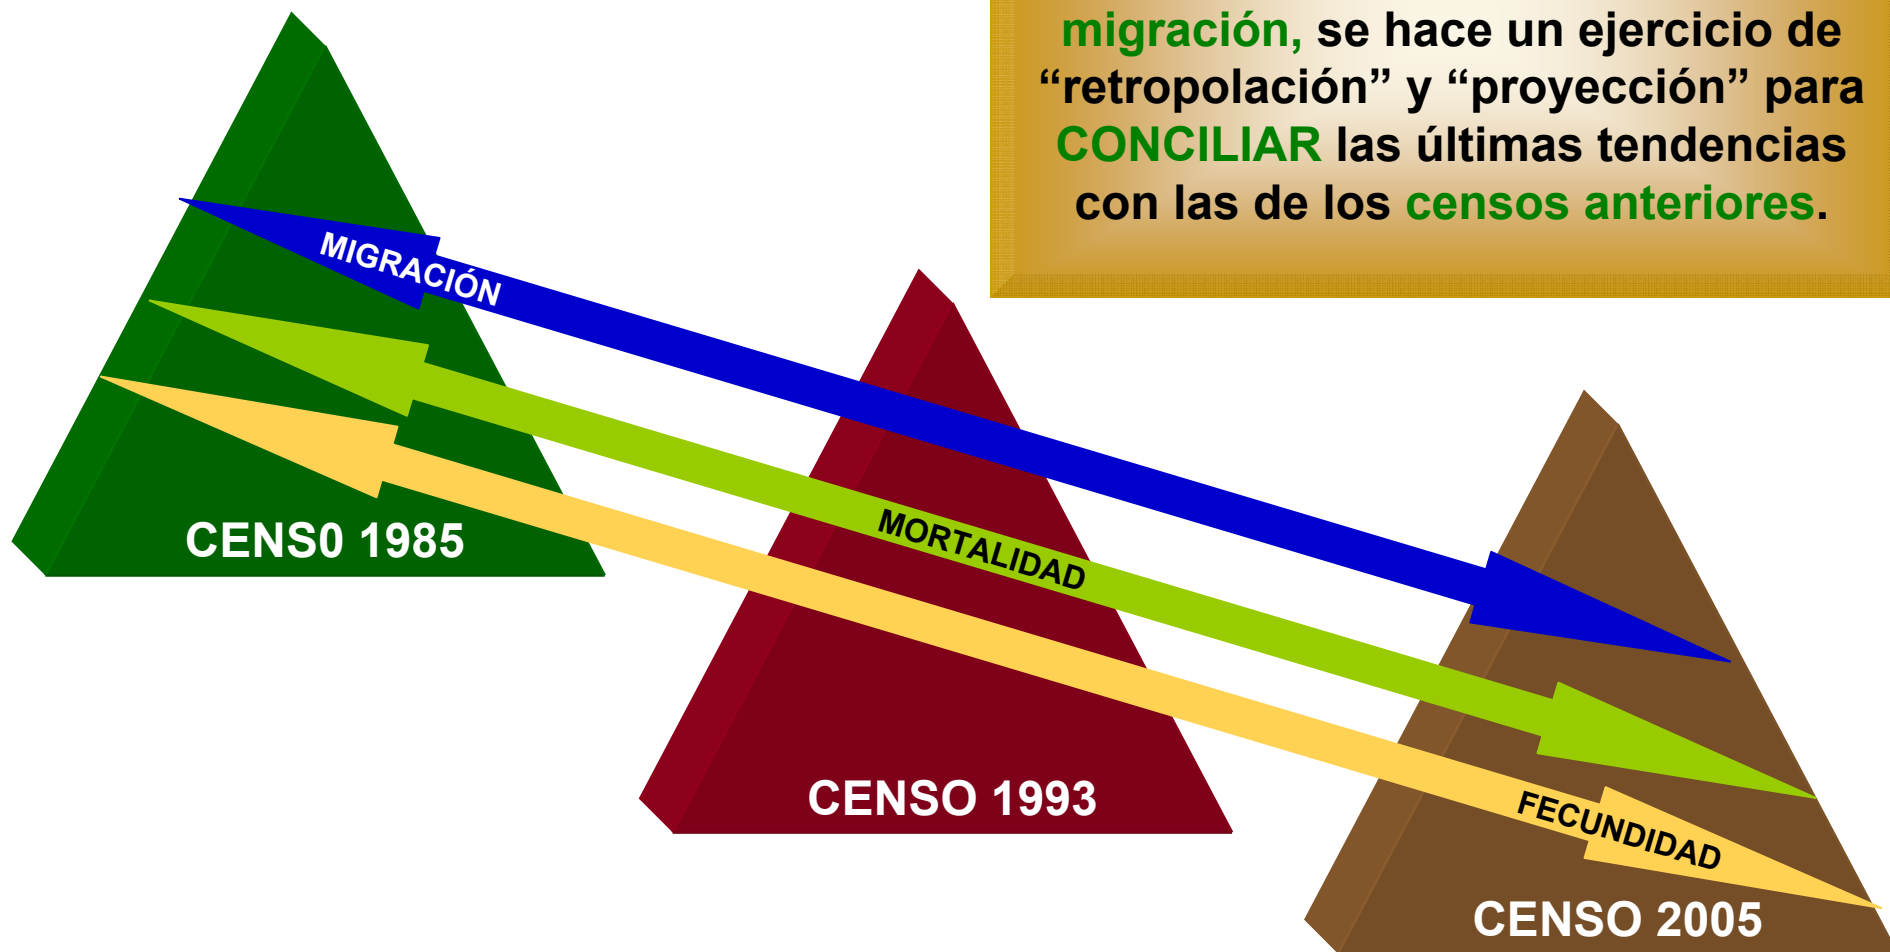 migración, se hace un ejercicio de
“retropolación” y “proyección” para
CONCILIAR las últimas tendencias
con las de los censos anteriores.
MIGRACIÓN
MORTALIDAD
CENS0 1985
CENSO 1993
FECUNDIDAD
CENSO 2005